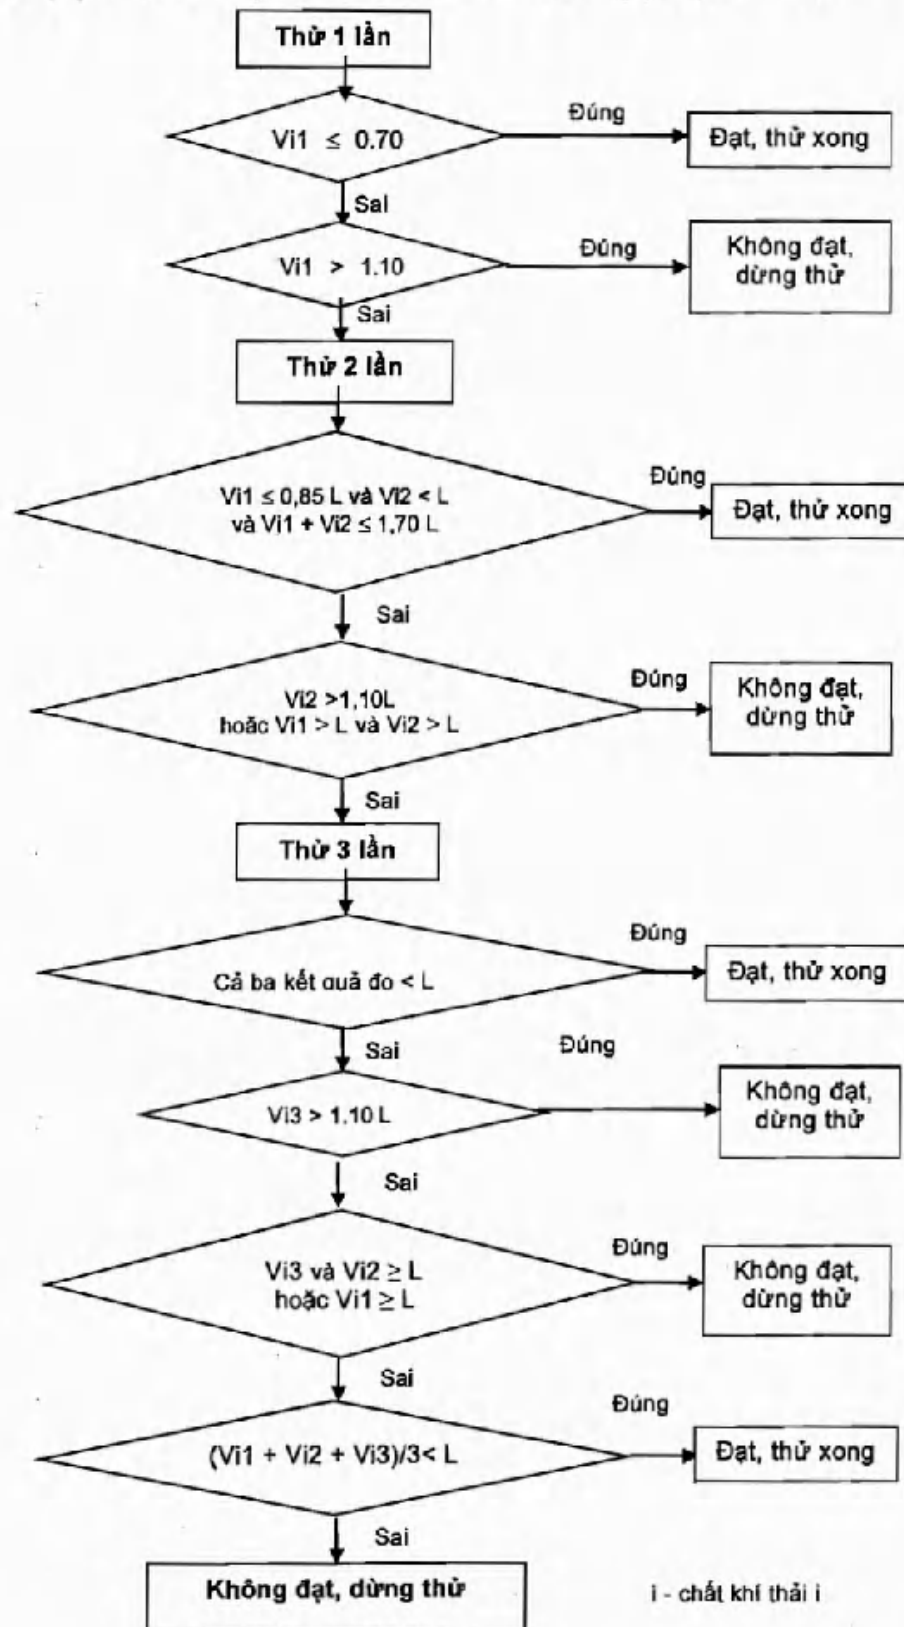 Thử 1 lần
Đúng
Vi1 ≤ 0.70
Đạt, thử xong
Sai
Đúng
Vi1 > 1.10
Không đạt,
dừng thử
Sai
Thử 2 lần
Đúng
Vi1 ≤ 0,85 L và Vi2 < L
và Vi1 + Vi2 ≤ 1,70 L
Đạt, thử xong
Sai
Đúng
Vi2 >1,10L
hoặc Vi1 > L và Vi2 > L
Không đạt,
dừng thử
Sai
Thử 3 lần
Đúng
Cả ba kết quả đo < L
Đạt, thử xong
Sai
Đúng
Vi3 > 1.10 L
Không đạt,
dừng thử
Sai
Đúng
Vi3 và Vi2 ≥ L
hoặc Vi1 ≥ L
Không đạt,
dừng thử
Sai
Đúng
(Vi1 + Vi2 + Vi3)/3< L
Đạt, thử xong
Sai
Không đạt, dừng thử
i - chất khí thải i